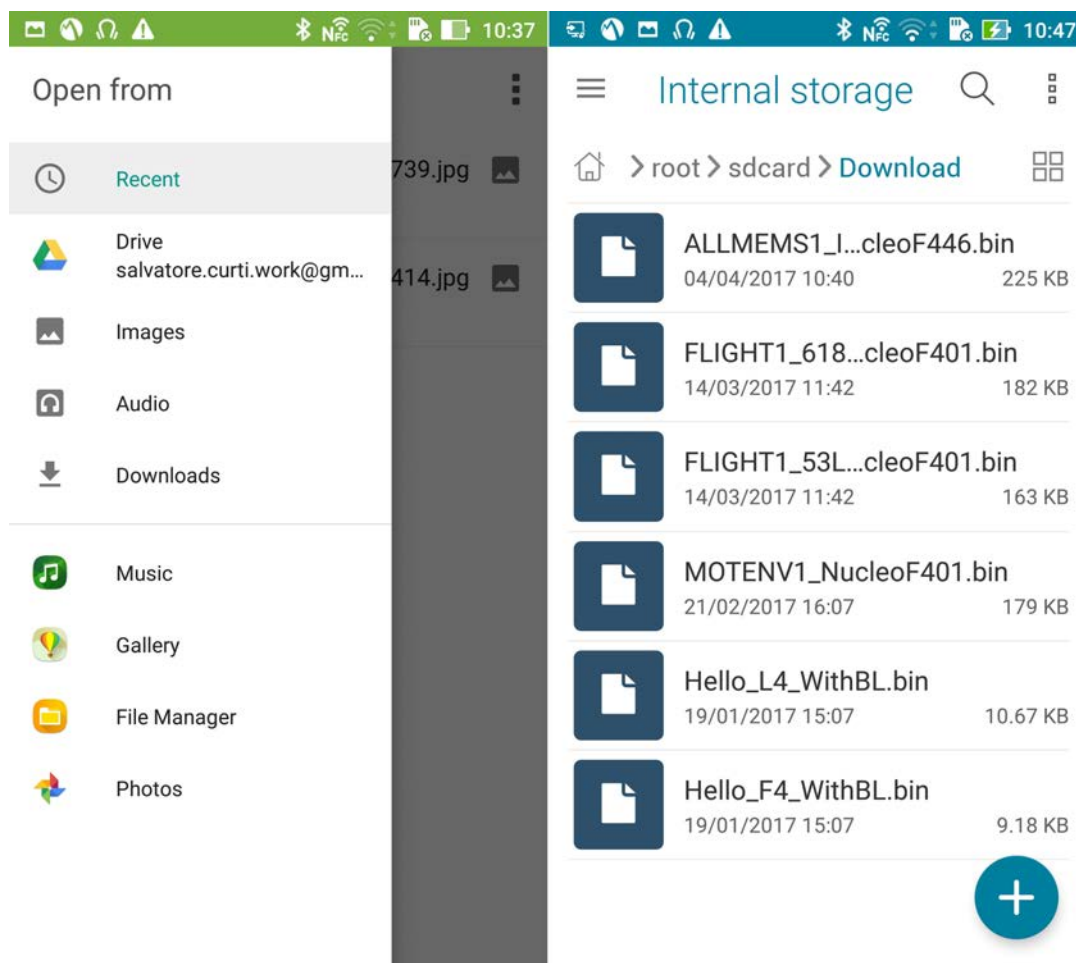 10:37
Open from
Recent
739.jpg
Drive
salvatore.curti.work@gm...
414.jpg
Images
Audio
Downloads
Music
Gallery
File Manager
Photos
10:47
Internal storage
root > sdcard > Download
ALLMEMS1_I...cleoF446.bin
04/04/2017 10:40 225 KB
FLIGHT1_618...cleoF401.bin
14/03/2017 11:42 182 KB
FLIGHT1_53L...cleoF401.bin
14/03/2017 11:42 163 KB
MOTENV1_NucleoF401.bin
21/02/2017 16:07 179 KB
Hello_L4_WithBL.bin
19/01/2017 15:07 10.67 KB
Hello_F4_WithBL.bin
19/01/2017 15:07 9.18 KB